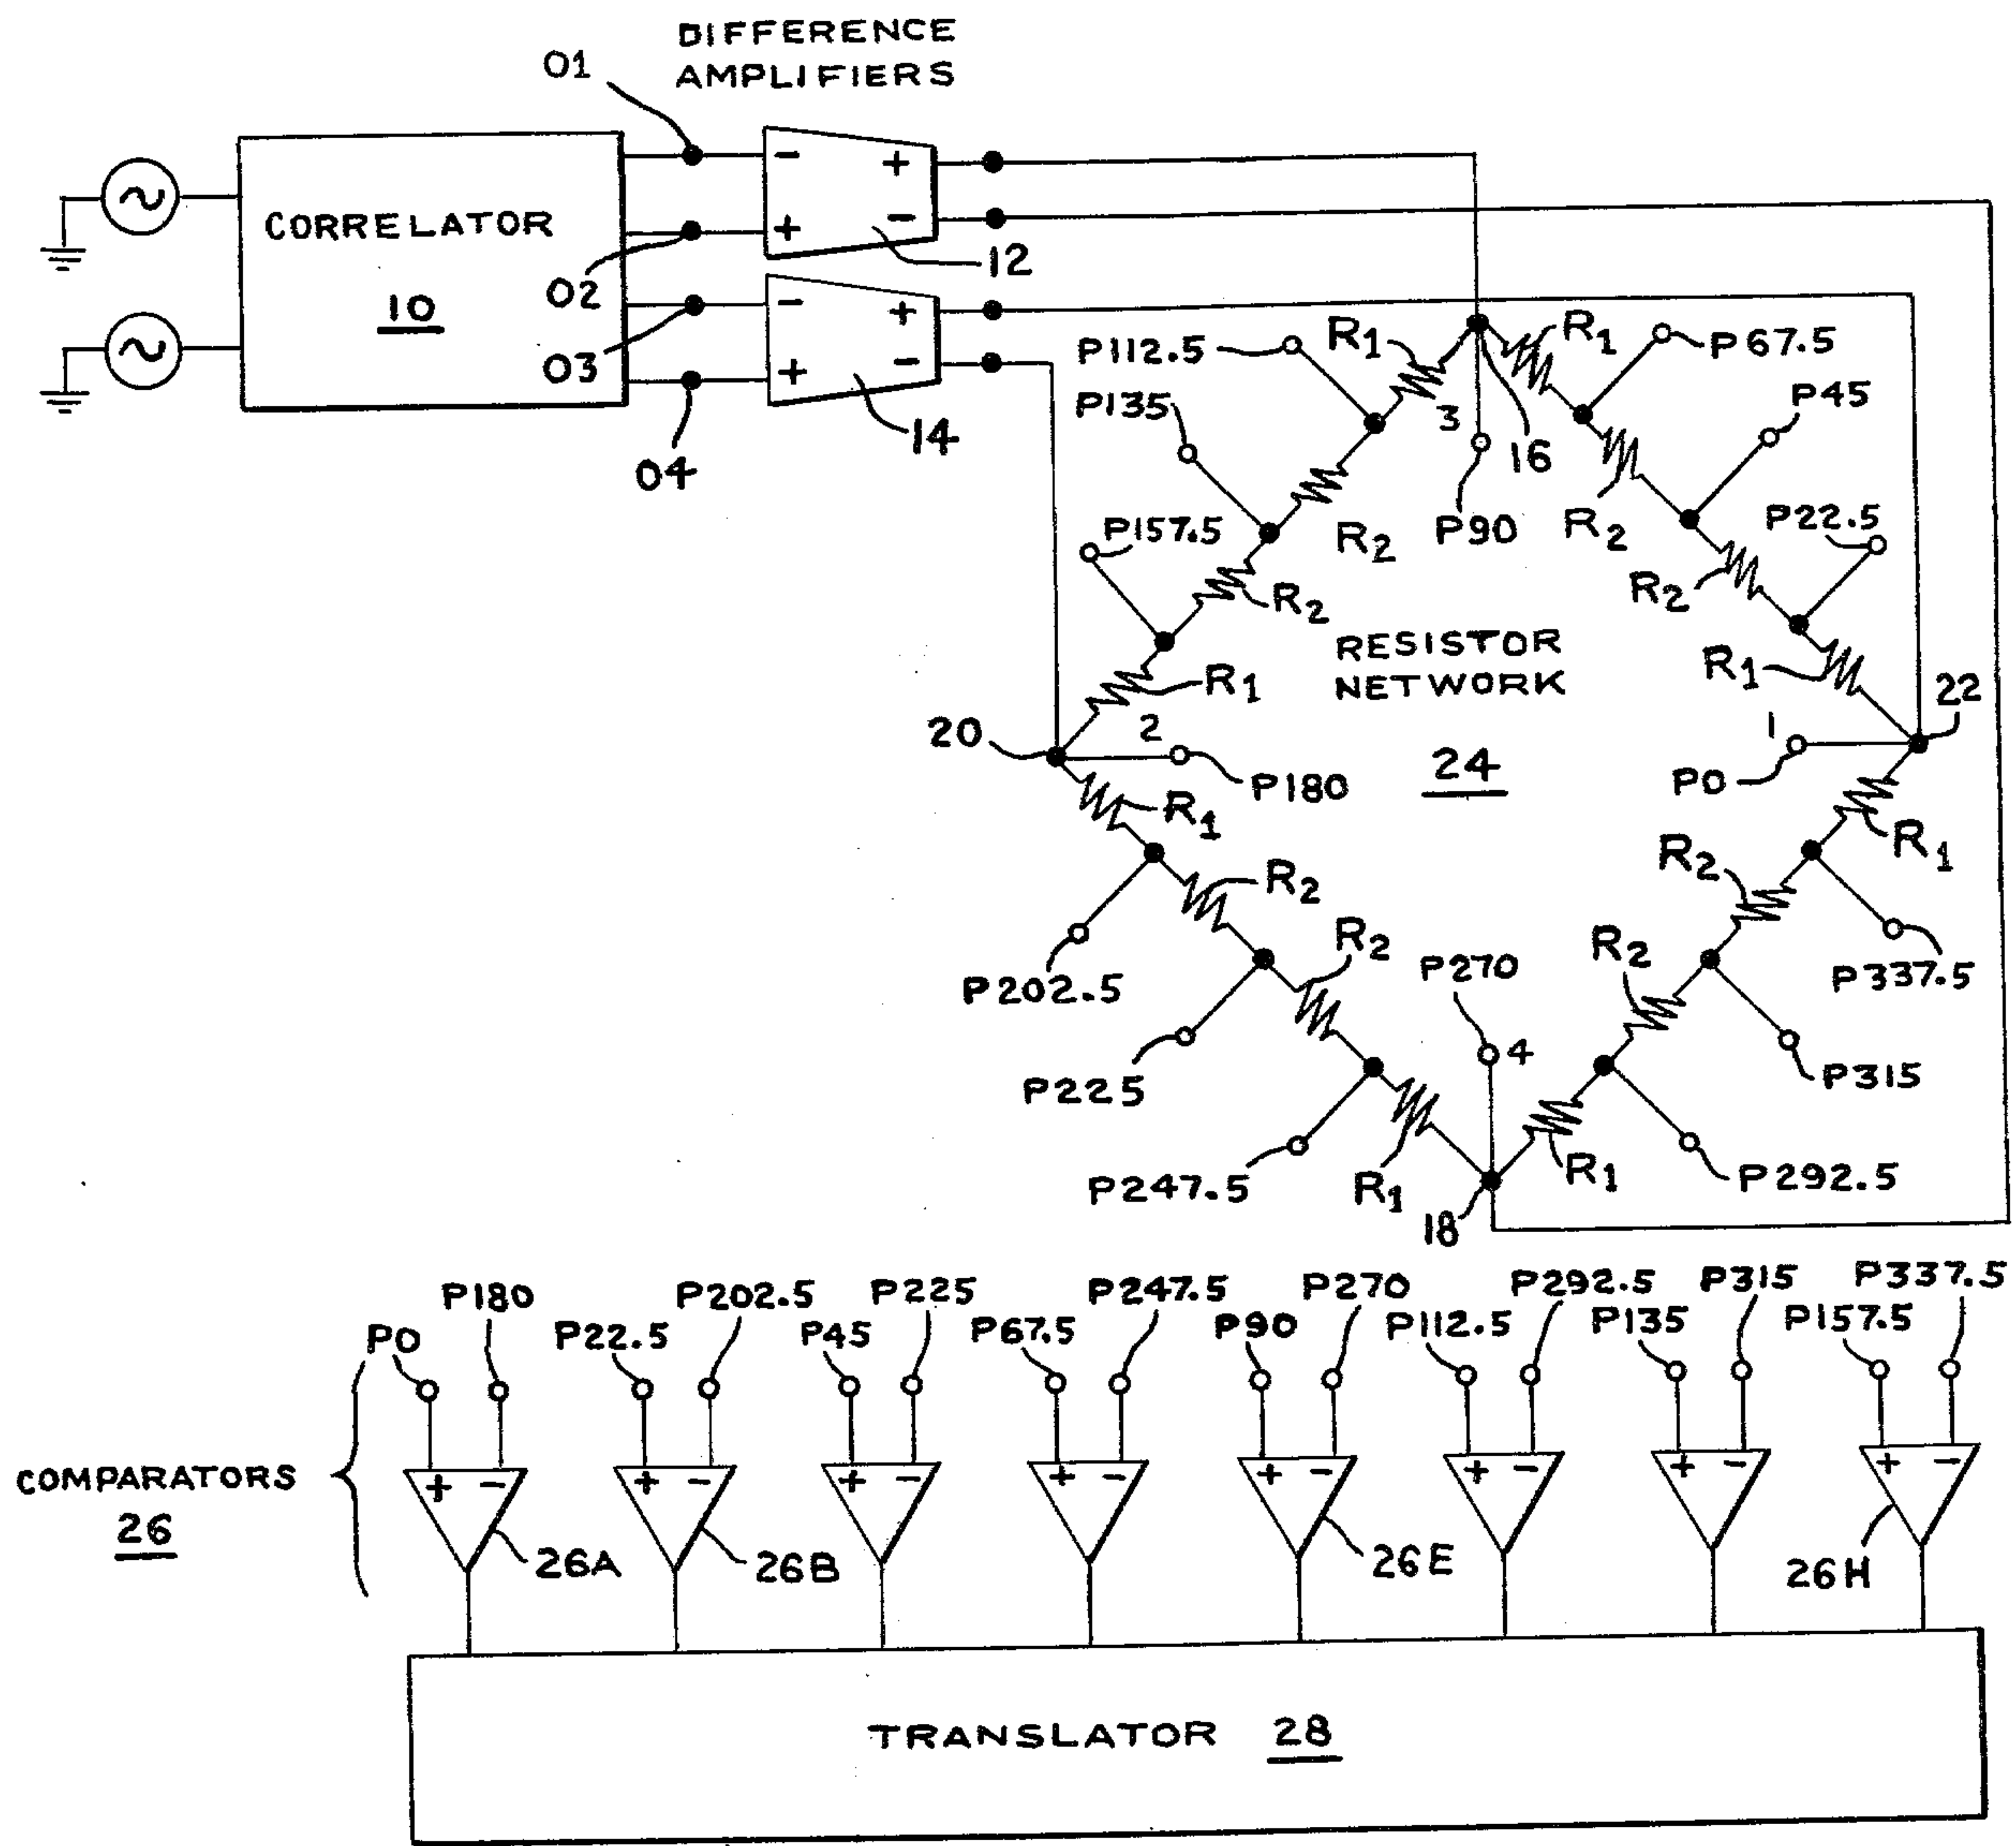 DIFFERENCE
AMPLIFIERS
O1
CORRELATOR
10
O2
O3
O4
-
+
+
-
12
-
+
+
-
14
P112.5
R1
R1
P67.5
P135
3
16
P45
P157.5
R2
P90
R2
P22.5
R2
R2
RESISTOR
NETWORK
R1
R1
22
20
2
1
P180
24
P0
R1
R1
R2
R2
R2
R2
P202.5
P270
P337.5
4
P225
P315
P247.5
R1
R1
P292.5
18
P0
P180
P22.5
P202.5
P45
P225
P67.5
P247.5
P90
P270
P112.5
P292.5
P135
P315
P157.5
P337.5
COMPARATORS
26
+ -
+ -
+ -
+ -
+ -
+ -
+ -
+ -
26A
26B
26E
26H
TRANSLATOR 28